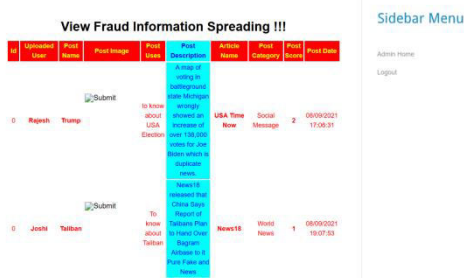 View Fraud Information Spreading !!!
Sidebar Menu
Admin Home
Logout
Id Uploaded User Post Name Post Image Post Uses Post Description Article Name Post Category Post Score Post Date
0 Rajesh Trump Submit to know about USA Election
A map of
voting in
battleground
state Michigan
wrongly
showed an
increase of
over 138,000
votes for Joe
Biden which is
duplicate
news.
USA Time Now Social Message 2 08/09/2021 17:06:31
0 Joshi Taliban Submit To know about Taliban
News18
released that
China Says
Report of
Talibans Plan
to Hand Over
Bagram
Airbase to it
Pure Fake and
News
News18 World News 1 08/09/2021 19:07:53